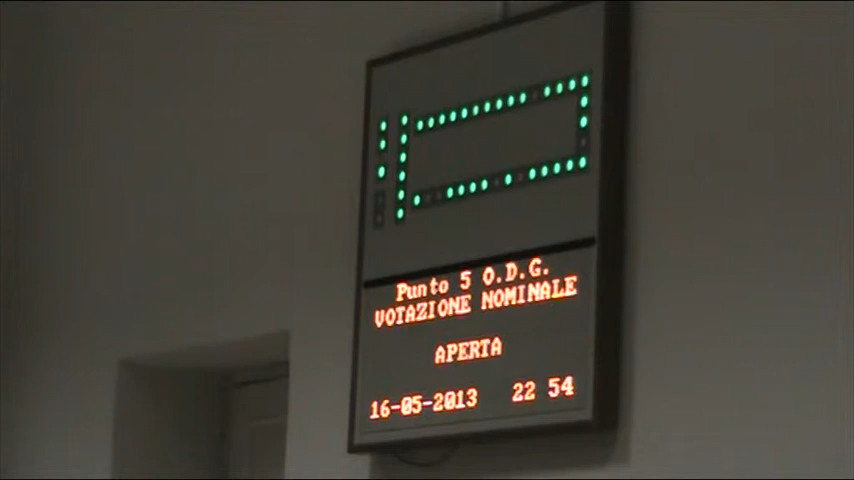 Punto 5 O.D.G.
VOTAZIONE NOMINALE
APERTA
16-05-2013 22 54